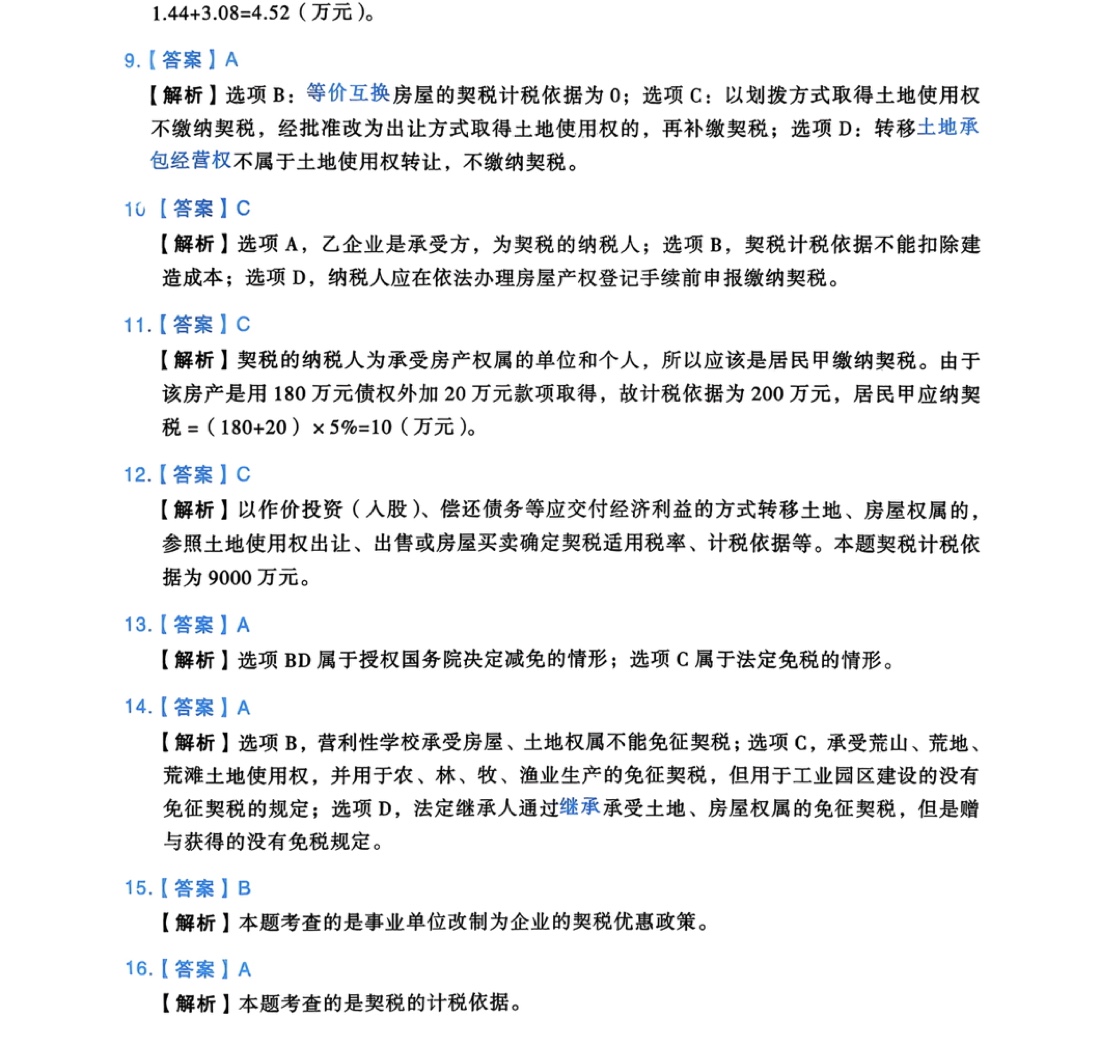 1.44+3.08=4.52（万元）。
9.【答案】A
【解析】选项 B：等价互换房屋的契税计税依据为 0；选项 C：以划拨方式取得土地使用权
不缴纳契税，经批准改为出让方式取得土地使用权的，再补缴契税；选项 D：转移土地承
包经营权不属于土地使用权转让，不缴纳契税。
10【答案】C
【解析】选项 A，乙企业是承受方，为契税的纳税人；选项 B，契税计税依据不能扣除建
造成本；选项 D，纳税人应在依法办理房屋产权登记手续前申报缴纳契税。
11.【答案】C
【解析】契税的纳税人为承受房产权属的单位和个人，所以应该是居民甲缴纳契税。由于
该房产是用 180 万元债权外加 20 万元款项取得，故计税依据为 200 万元，居民甲应纳契
税 =（180+20）× 5%=10（万元）。
12.【答案】C
【解析】以作价投资（入股）、偿还债务等应交付经济利益的方式转移土地、房屋权属的，
参照土地使用权出让、出售或房屋买卖确定契税适用税率、计税依据等。本题契税计税依
据为 9000 万元。
13.【答案】A
【解析】选项 BD 属于授权国务院决定减免的情形；选项 C 属于法定免税的情形。
14.【答案】A
【解析】选项 B，营利性学校承受房屋、土地权属不能免征契税；选项 C，承受荒山、荒地、
荒滩土地使用权，并用于农、林、牧、渔业生产的免征契税，但用于工业园区建设的没有
免征契税的规定；选项 D，法定继承人通过继承承受土地、房屋权属的免征契税，但是赠
与获得的没有免税规定。
15.【答案】B
【解析】本题考查的是事业单位改制为企业的契税优惠政策。
16.【答案】A
【解析】本题考查的是契税的计税依据。